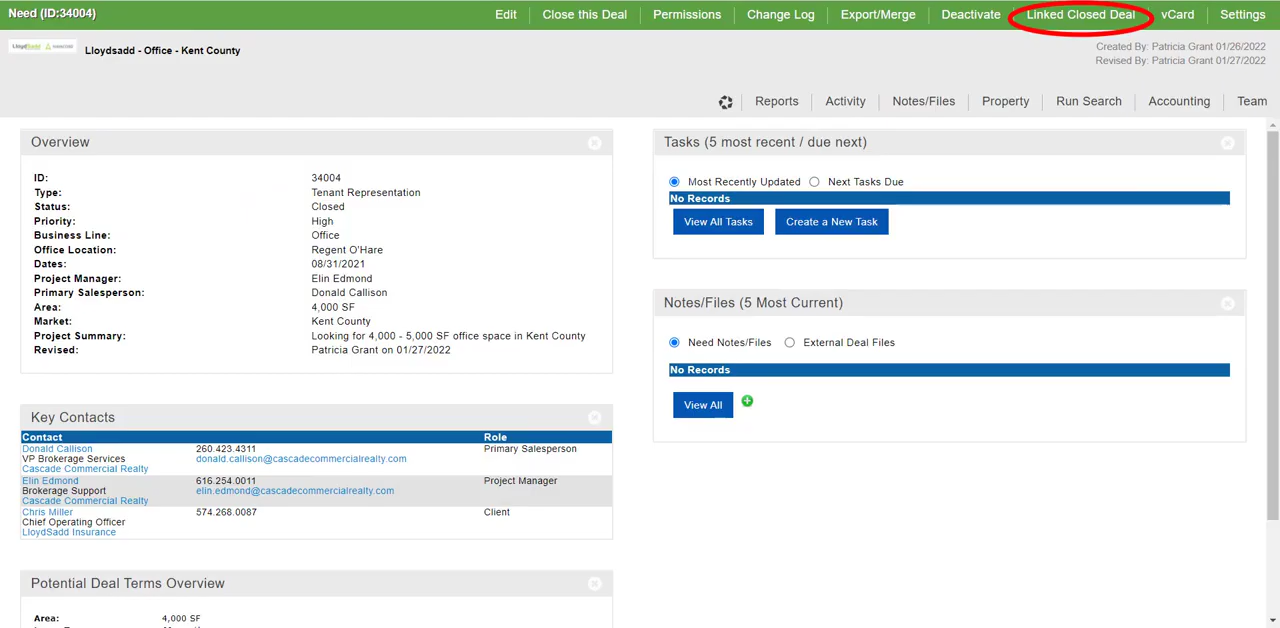 Need (ID:34004)
Edit Close this Deal Permissions Change Log Export/Merge Deactivate Linked Closed Deal vCard Settings
Lloydsadd - Office - Kent County
Created By: Patricia Grant 01/26/2022
Revised By: Patricia Grant 01/27/2022
Reports Activity Notes/Files Property Run Search Accounting Team
Overview
ID: 34004
Type: Tenant Representation
Status: Closed
Priority: High
Business Line: Office
Office Location: Regent O'Hare
Dates: 08/31/2021
Project Manager: Elin Edmond
Primary Salesperson: Donald Callison
Area: 4,000 SF
Market: Kent County
Project Summary: Looking for 4,000 - 5,000 SF office space in Kent County
Revised: Patricia Grant on 01/27/2022
Key Contacts
Contact Role
Donald Callison 260.423.4311 Primary Salesperson
VP Brokerage Services donald.callison@cascadecommercialrealty.com
Cascade Commercial Realty
Elin Edmond 616.254.0011 Project Manager
Brokerage Support elin.edmond@cascadecommercialrealty.com
Cascade Commercial Realty
Chris Miller 574.268.0087 Client
Chief Operating Officer
LloydSadd Insurance
Potential Deal Terms Overview
Area: 4,000 SF
Tasks (5 most recent / due next)
Most Recently Updated Next Tasks Due
No Records
View All Tasks Create a New Task
Notes/Files (5 Most Current)
Need Notes/Files External Deal Files
No Records
View All